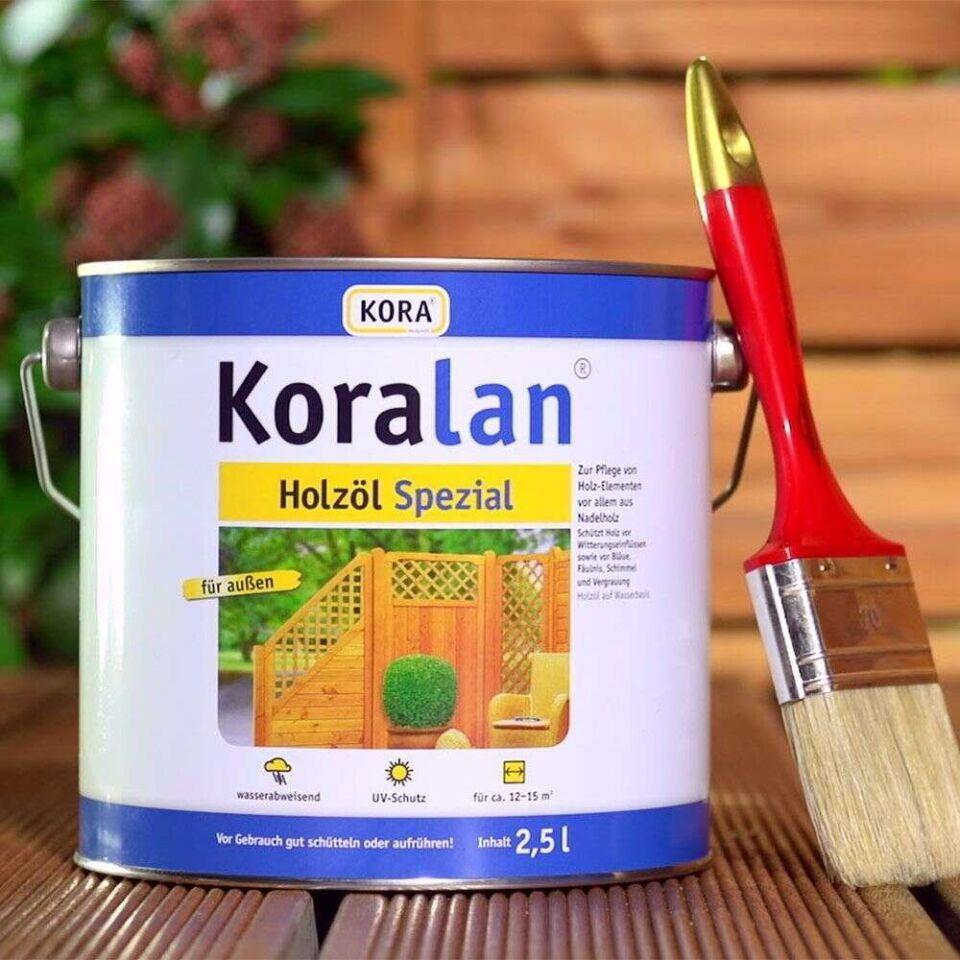 KORA®
Koralan®
Holzöl Spezial
Zur Pflege von
Holz-Elementen
vor allem aus
Nadelholz
Schützt Holz vor
Witterungseinflüssen
sowie vor Bläue,
Fäulnis, Schimmel
und Vergrauung
Holzöl auf Wasserbasis
für außen
wasserabweisend
UV-Schutz
für ca. 12–15 m²
Vor Gebrauch gut schütteln oder aufrühren!
Inhalt 2,5 l